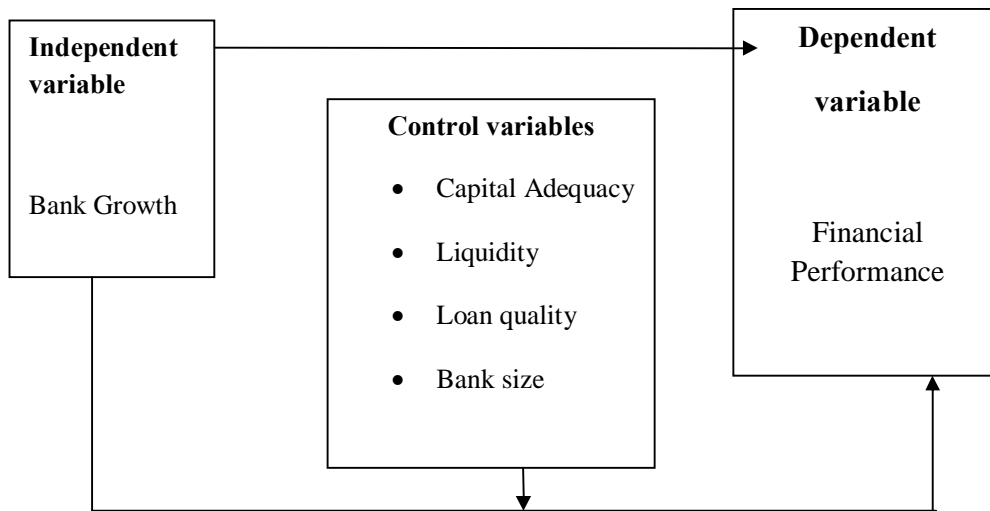 Independent
variable
Bank Growth
Control variables
• Capital Adequacy
• Liquidity
• Loan quality
• Bank size
Dependent
variable
Financial
Performance